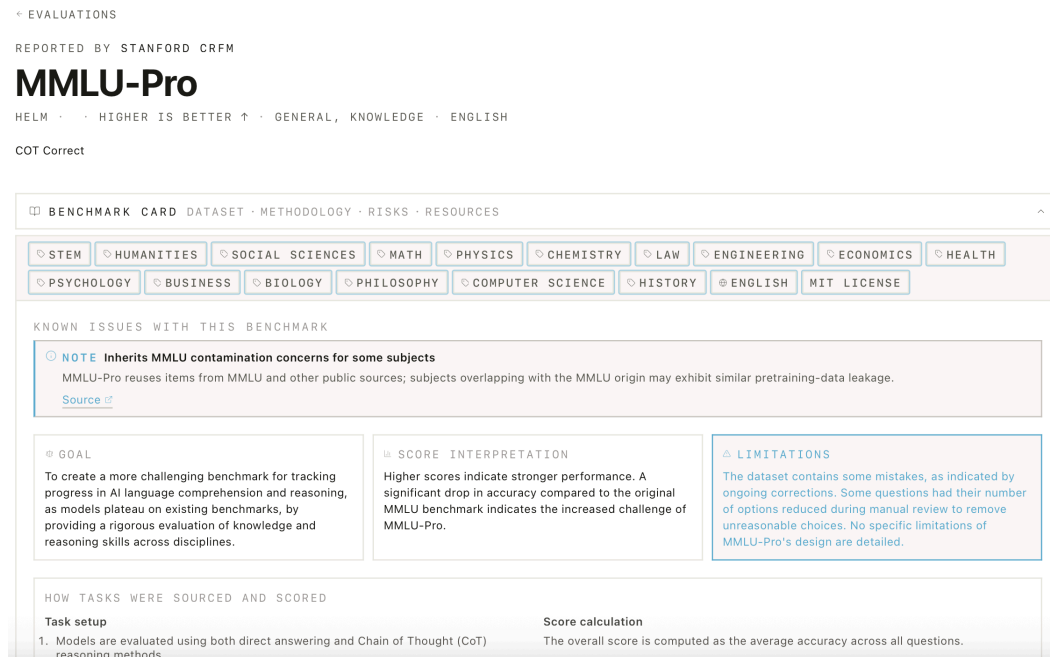 ← EVALUATIONS
REPORTED BY STANFORD CRFM
MMLU-Pro
HELM · · HIGHER IS BETTER ↑ · GENERAL, KNOWLEDGE · ENGLISH
COT Correct
BENCHMARK CARD DATASET · METHODOLOGY · RISKS · RESOURCES
STEM HUMANITIES SOCIAL SCIENCES MATH PHYSICS CHEMISTRY LAW ENGINEERING ECONOMICS HEALTH
PSYCHOLOGY BUSINESS BIOLOGY PHILOSOPHY COMPUTER SCIENCE HISTORY ENGLISH MIT LICENSE
KNOWN ISSUES WITH THIS BENCHMARK
NOTE Inherits MMLU contamination concerns for some subjects
MMLU-Pro reuses items from MMLU and other public sources; subjects overlapping with the MMLU origin may exhibit similar pretraining-data leakage.
Source
GOAL
To create a more challenging benchmark for tracking
progress in AI language comprehension and reasoning,
as models plateau on existing benchmarks, by
providing a rigorous evaluation of knowledge and
reasoning skills across disciplines.
SCORE INTERPRETATION
Higher scores indicate stronger performance. A
significant drop in accuracy compared to the original
MMLU benchmark indicates the increased challenge of
MMLU-Pro.
LIMITATIONS
The dataset contains some mistakes, as indicated by
ongoing corrections. Some questions had their number
of options reduced during manual review to remove
unreasonable choices. No specific limitations of
MMLU-Pro's design are detailed.
HOW TASKS WERE SOURCED AND SCORED
Task setup
1. Models are evaluated using both direct answering and Chain of Thought (CoT)
reasoning methods.
Score calculation
The overall score is computed as the average accuracy across all questions.